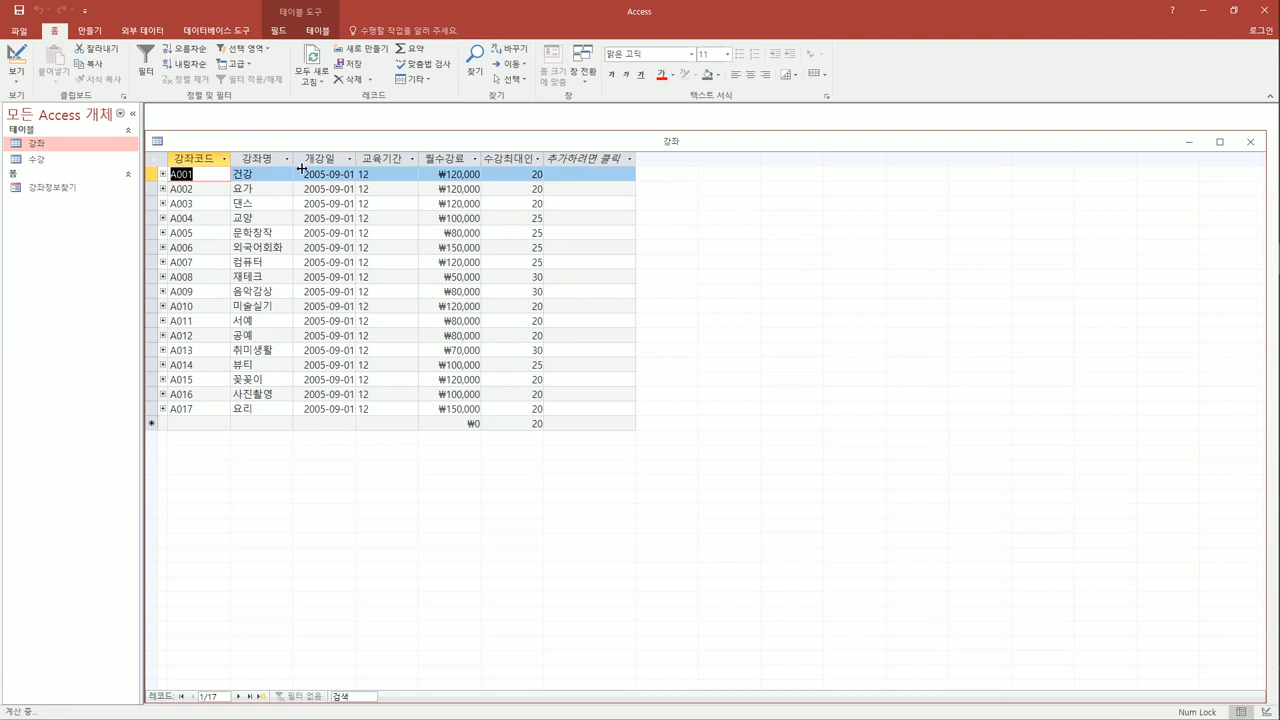 테이블 도구
Access
파일 홈 만들기 외부 데이터 데이터베이스 도구 필드 테이블 수행할 작업을 알려 주세요. 로그인
보기 붙여넣기 잘라내기 복사 서식 복사 필터 오름차순 내림차순 정렬 제거 선택 영역 고급 필터 적용/해제 모두 새로 고침 새로 만들기 저장 삭제 요약 맞춤법 검사 기타 찾기 바꾸기 이동 선택 폼 크기에 맞춤 창 전환 맑은 고딕 11 가 가 가 가
보기 클립보드 정렬 및 필터 레코드 찾기 창 텍스트 서식
모든 Access 개체
테이블
강좌
수강
폼
강좌정보찾기
강좌
강좌코드 강좌명 개강일 교육기간 월수강료 수강최대인 추가하려면 클릭
A001 건강 2005-09-01 12 ₩120,000 20
A002 요가 2005-09-01 12 ₩120,000 20
A003 댄스 2005-09-01 12 ₩120,000 20
A004 교양 2005-09-01 12 ₩100,000 25
A005 문학창작 2005-09-01 12 ₩80,000 25
A006 외국어회화 2005-09-01 12 ₩150,000 25
A007 컴퓨터 2005-09-01 12 ₩120,000 25
A008 재테크 2005-09-01 12 ₩50,000 30
A009 음악감상 2005-09-01 12 ₩80,000 30
A010 미술실기 2005-09-01 12 ₩120,000 20
A011 서예 2005-09-01 12 ₩80,000 20
A012 공예 2005-09-01 12 ₩80,000 20
A013 취미생활 2005-09-01 12 ₩70,000 30
A014 뷰티 2005-09-01 12 ₩100,000 25
A015 꽃꽂이 2005-09-01 12 ₩120,000 20
A016 사진촬영 2005-09-01 12 ₩100,000 20
A017 요리 2005-09-01 12 ₩150,000 20
₩0 20
레코드: 1/17 필터 없음 검색
계산 중... Num Lock